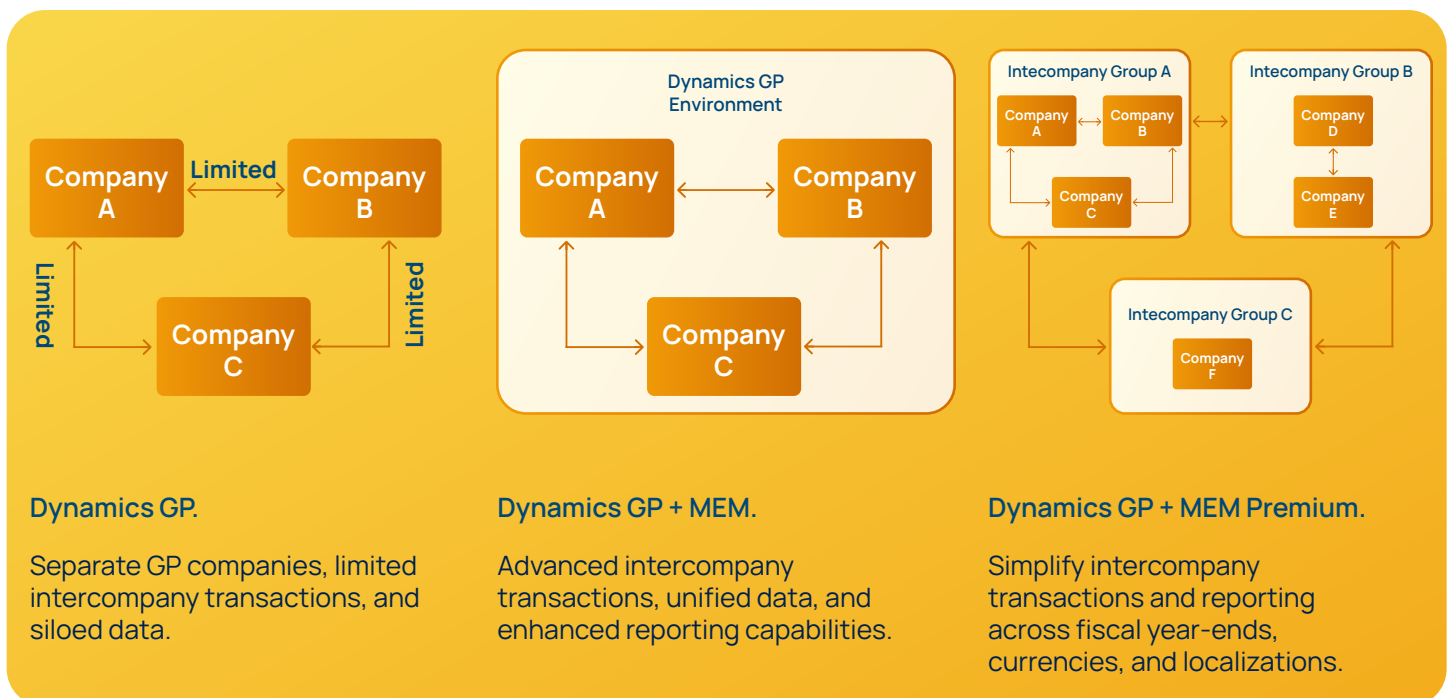 Company
A
Limited
Company
B
Limited
Limited
Company
C
Dynamics GP.
Separate GP companies, limited
intercompany transactions, and
siloed data.
Dynamics GP
Environment
Company
A
Company
B
Company
C
Dynamics GP + MEM.
Advanced intercompany
transactions, unified data, and
enhanced reporting capabilities.
Intecompany Group A
Company
A
Company
B
Company
C
Intecompany Group B
Company
D
Company
E
Intecompany Group C
Company
F
Dynamics GP + MEM Premium.
Simplify intercompany
transactions and reporting
across fiscal year-ends,
currencies, and localizations.